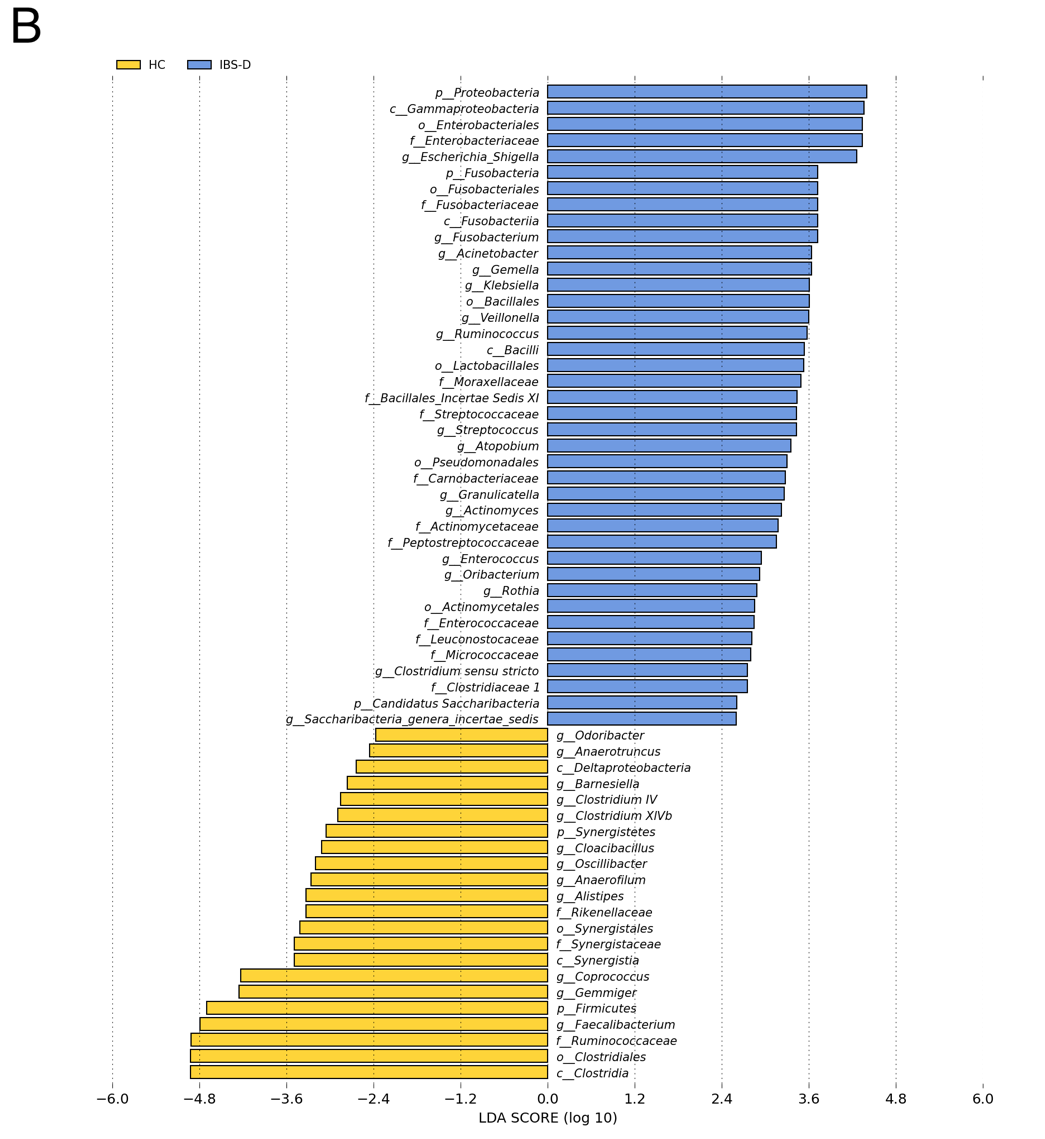 B
HC IBS-D
p__Proteobacteria
c__Gammaproteobacteria
o__Enterobacteriales
f__Enterobacteriaceae
g__Escherichia_Shigella
p__Fusobacteria
o__Fusobacteriales
f__Fusobacteriaceae
c__Fusobacteriia
g__Fusobacterium
g__Acinetobacter
g__Gemella
g__Klebsiella
o__Bacillales
g__Veillonella
g__Ruminococcus
c__Bacilli
o__Lactobacillales
f__Moraxellaceae
f__Bacillales_Incertae Sedis XI
f__Streptococcaceae
g__Streptococcus
g__Atopobium
o__Pseudomonadales
f__Carnobacteriaceae
g__Granulicatella
g__Actinomyces
f__Actinomycetaceae
f__Peptostreptococcaceae
g__Enterococcus
g__Oribacterium
g__Rothia
o__Actinomycetales
f__Enterococcaceae
f__Leuconostocaceae
f__Micrococcaceae
g__Clostridium sensu stricto
f__Clostridiaceae 1
p__Candidatus Saccharibacteria
g__Saccharibacteria_genera_incertae_sedis
g__Odoribacter
g__Anaerotruncus
c__Deltaproteobacteria
g__Barnesiella
g__Clostridium IV
g__Clostridium XlVb
p__Synergistetes
g__Cloacibacillus
g__Oscillibacter
g__Anaerofilum
g__Alistipes
f__Rikenellaceae
o__Synergistales
f__Synergistaceae
c__Synergistia
g__Coprococcus
g__Gemmiger
p__Firmicutes
g__Faecalibacterium
f__Ruminococcaceae
o__Clostridiales
c__Clostridia
−6.0 −4.8 −3.6 −2.4 −1.2 0.0 1.2 2.4 3.6 4.8 6.0
LDA SCORE (log 10)